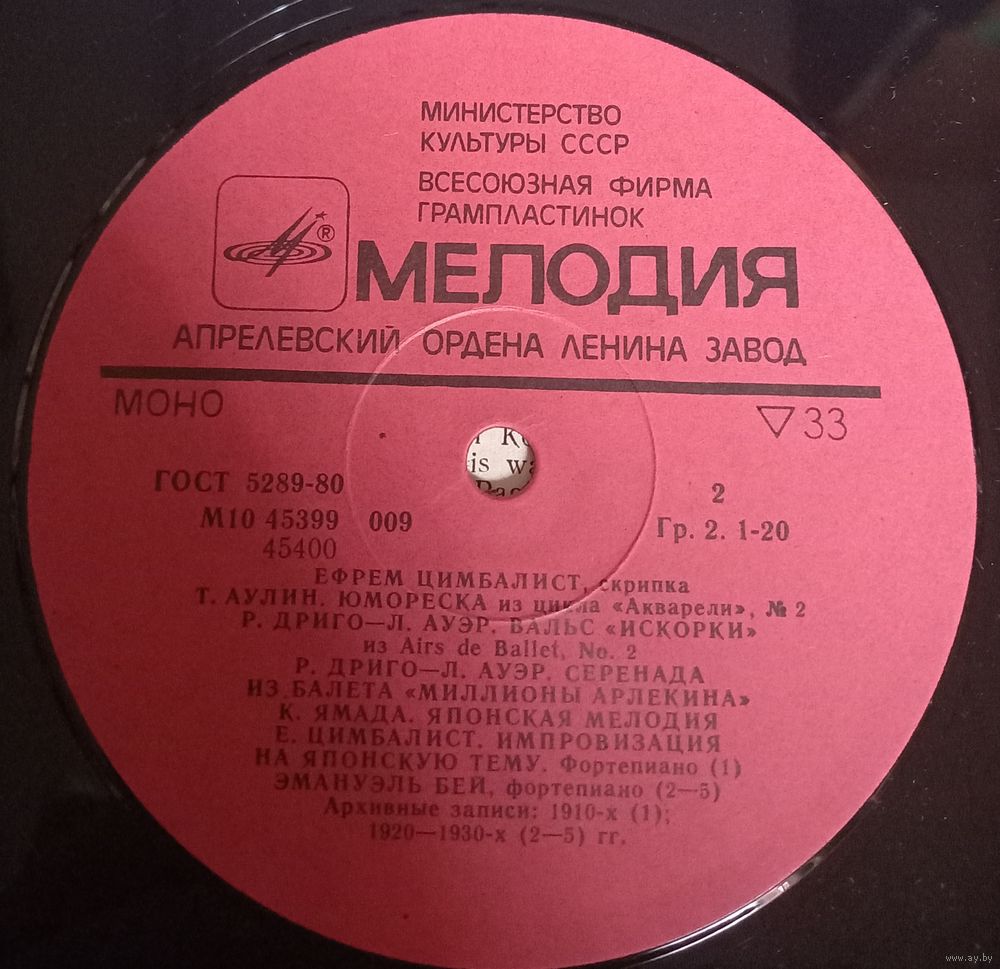 МИНИСТЕРСТВО
КУЛЬТУРЫ СССР
ВСЕСОЮЗНАЯ ФИРМА
ГРАМПЛАСТИНОК
®
МЕЛОДИЯ
АПРЕЛЕВСКИЙ ОРДЕНА ЛЕНИНА ЗАВОД
МОНО
▽33
is
ГОСТ 5289-80
2
М10 45399 009
Гр. 2. 1-20
45400
ЕФРЕМ ЦИМБАЛИСТ, скрипка
Т. АУЛИН. ЮМОРЕСКА из цикла «Акварели», № 2
Р. ДРИГО—Л. АУЭР. ВАЛЬС «ИСКОРКИ»
из Airs de Ballet, No. 2
Р. ДРИГО—Л. АУЭР. СЕРЕНАДА
ИЗ БАЛЕТА «МИЛЛИОНЫ АРЛЕКИНА»
К. ЯМАДА. ЯПОНСКАЯ МЕЛОДИЯ
Е. ЦИМБАЛИСТ. ИМПРОВИЗАЦИЯ
НА ЯПОНСКУЮ ТЕМУ. Фортепиано (1)
ЭМАНУЭЛЬ БЕЙ, фортепиано (2—5)
Архивные записи: 1910-х (1);
1920—1930-х (2—5) гг.
www.ay.by